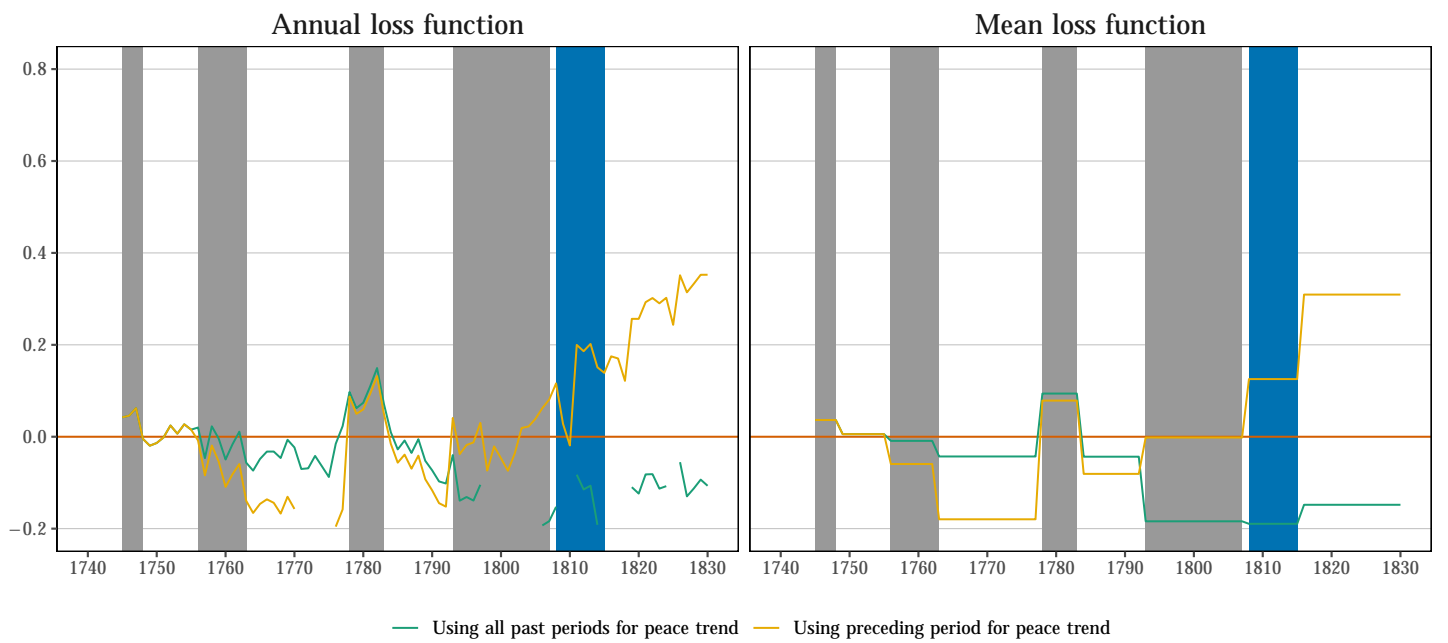 Annual loss function Mean loss function
0.8
0.6
0.4
0.2
0.0
−0.2
1740 1750 1760 1770 1780 1790 1800 1810 1820 1830 1740 1750 1760 1770 1780 1790 1800 1810 1820 1830
Using all past periods for peace trend Using preceding period for peace trend